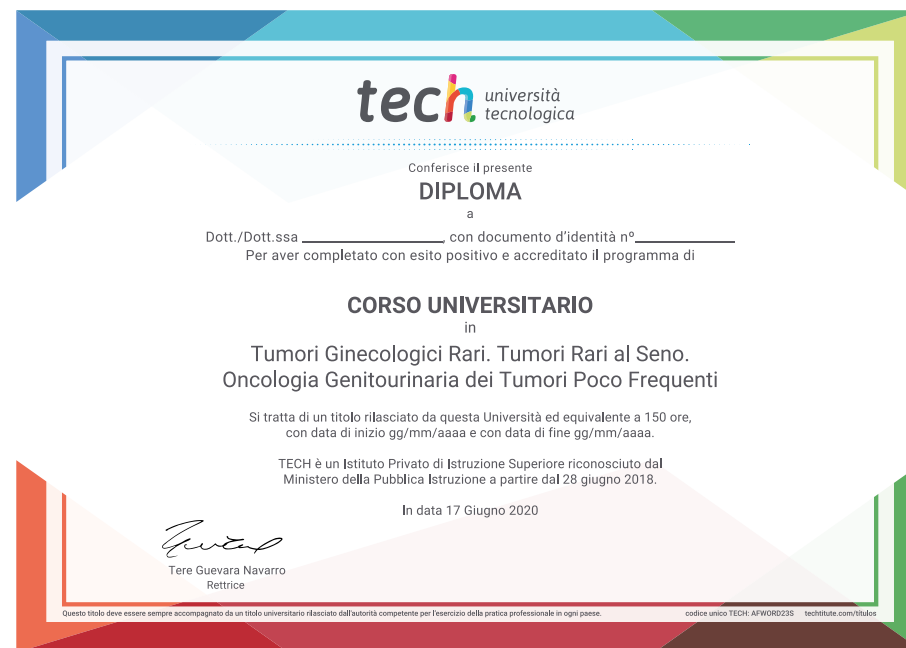 tech università
tecnologica
Conferisce il presente
DIPLOMA
a
Dott./Dott.ssa ____________________, con documento d'identità nº______________
Per aver completato con esito positivo e accreditato il programma di
CORSO UNIVERSITARIO
in
Tumori Ginecologici Rari. Tumori Rari al Seno.
Oncologia Genitourinaria dei Tumori Poco Frequenti
Si tratta di un titolo rilasciato da questa Università ed equivalente a 150 ore,
con data di inizio gg/mm/aaaa e con data di fine gg/mm/aaaa.
TECH è un Istituto Privato di Istruzione Superiore riconosciuto dal
Ministero della Pubblica Istruzione a partire dal 28 giugno 2018.
In data 17 Giugno 2020
Tere Guevara Navarro
Rettrice
Questo titolo deve essere sempre accompagnato da un titolo universitario rilasciato dall'autorità competente per l'esercizio della pratica professionale in ogni paese.
codice unico TECH: AFWORD23S techtitute.com/titulos